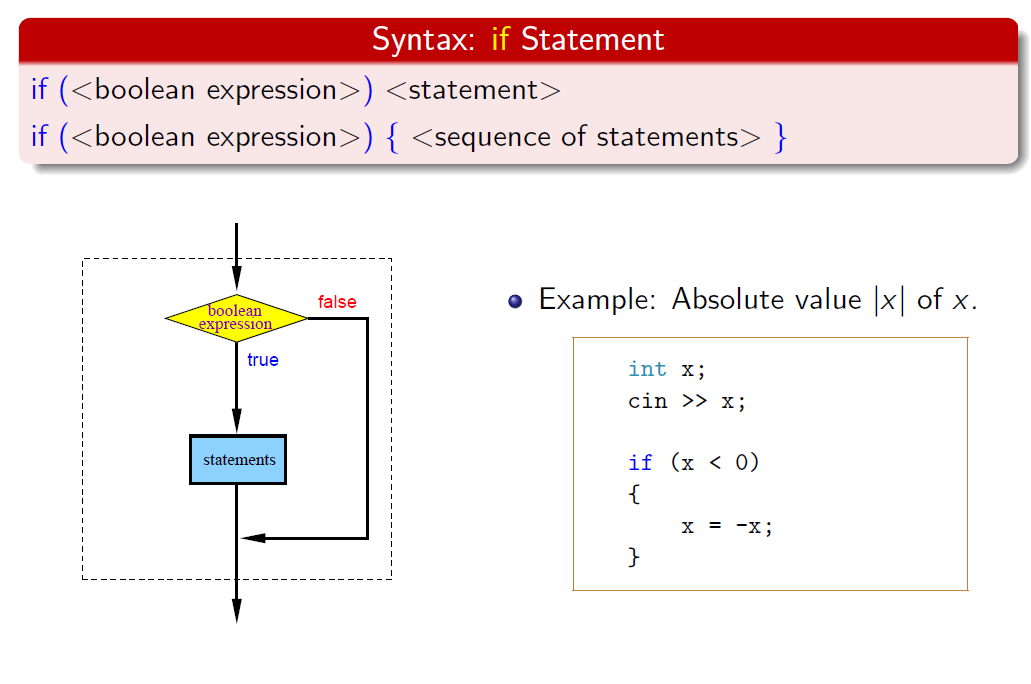 Syntax: if Statement
if (<boolean expression>) <statement>
if (<boolean expression>) { <sequence of statements> }
boolean
expression
false
true
statements
Example: Absolute value |x| of x.
int x;
cin >> x;
if (x < 0)
{
x = -x;
}